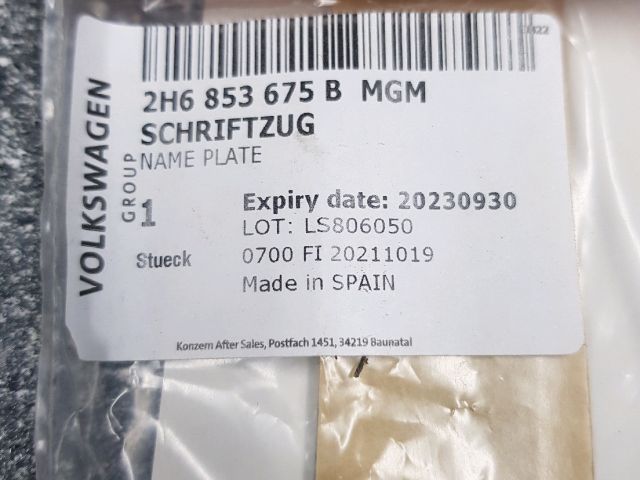 2H6 853 675 B MGM
SCHRIFTZUG
NAME PLATE
VOLKSWAGEN
GROUP
1
Stueck
Expiry date: 20230930
LOT: LS806050
0700 FI 20211019
Made in SPAIN
Konzern After Sales, Postfach 1451, 34219 Baunatal